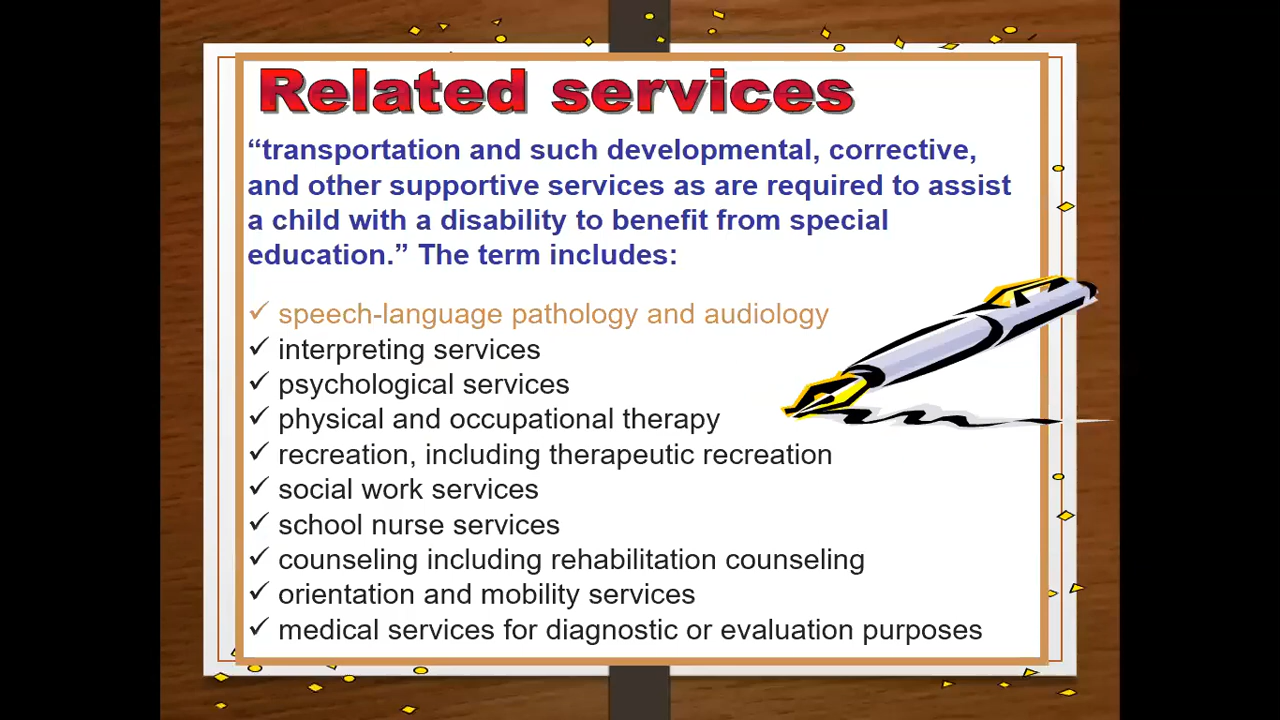 Related services
“transportation and such developmental, corrective,
and other supportive services as are required to assist
a child with a disability to benefit from special
education.” The term includes:
✓ speech-language pathology and audiology
✓ interpreting services
✓ psychological services
✓ physical and occupational therapy
✓ recreation, including therapeutic recreation
✓ social work services
✓ school nurse services
✓ counseling including rehabilitation counseling
✓ orientation and mobility services
✓ medical services for diagnostic or evaluation purposes